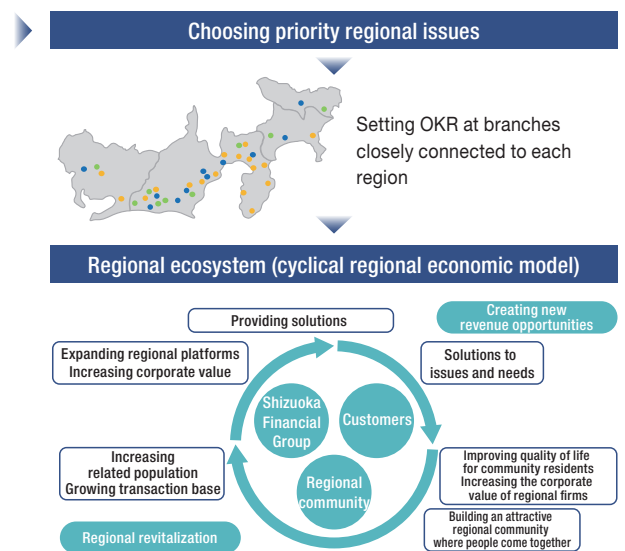 Choosing priority regional issues
Setting OKR at branches
closely connected to each
region
Regional ecosystem (cyclical regional economic model)
Providing solutions
Creating new
revenue opportunities
Expanding regional platforms
Increasing corporate value
Solutions to
issues and needs
Shizuoka
Financial
Group
Customers
Regional
community
Increasing
related population
Growing transaction base
Improving quality of life
for community residents
Increasing the corporate
value of regional firms
Building an attractive
regional community
where people come together
Regional revitalization